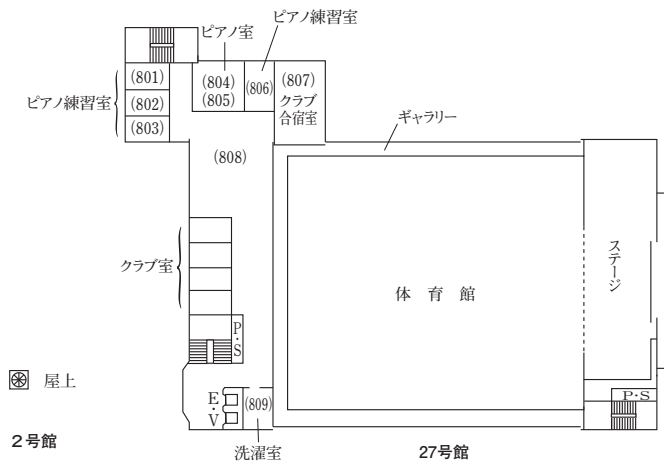 ピアノ練習室
ピアノ室
(801)
(802)
(803)
ピアノ練習室
(804)
(805)
(806)
(807)
クラブ
合宿室
ギャラリー
(808)
クラブ室
体育館
ステージ
P・S
E・V
(809)
P・S
屋上
洗濯室
2号館
27号館